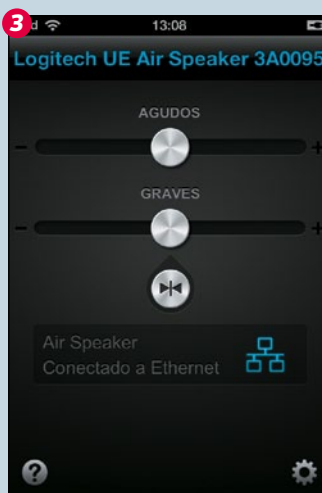 3
d 13:08
Logitech UE Air Speaker 3A0095
AGUDOS
- +
GRAVES
- +
Air Speaker
Conectado a Ethernet
?